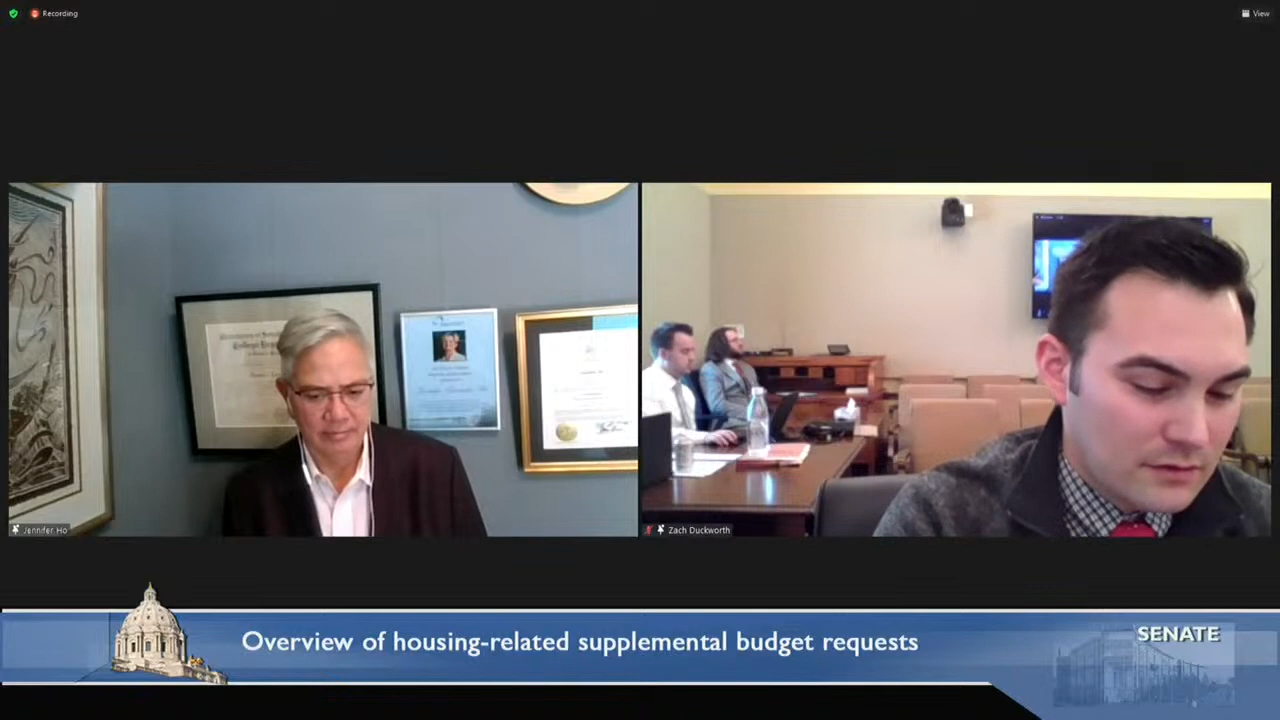 Recording
View
Jennifer Ho
Zach Duckworth
Overview of housing-related supplemental budget requests
SENATE